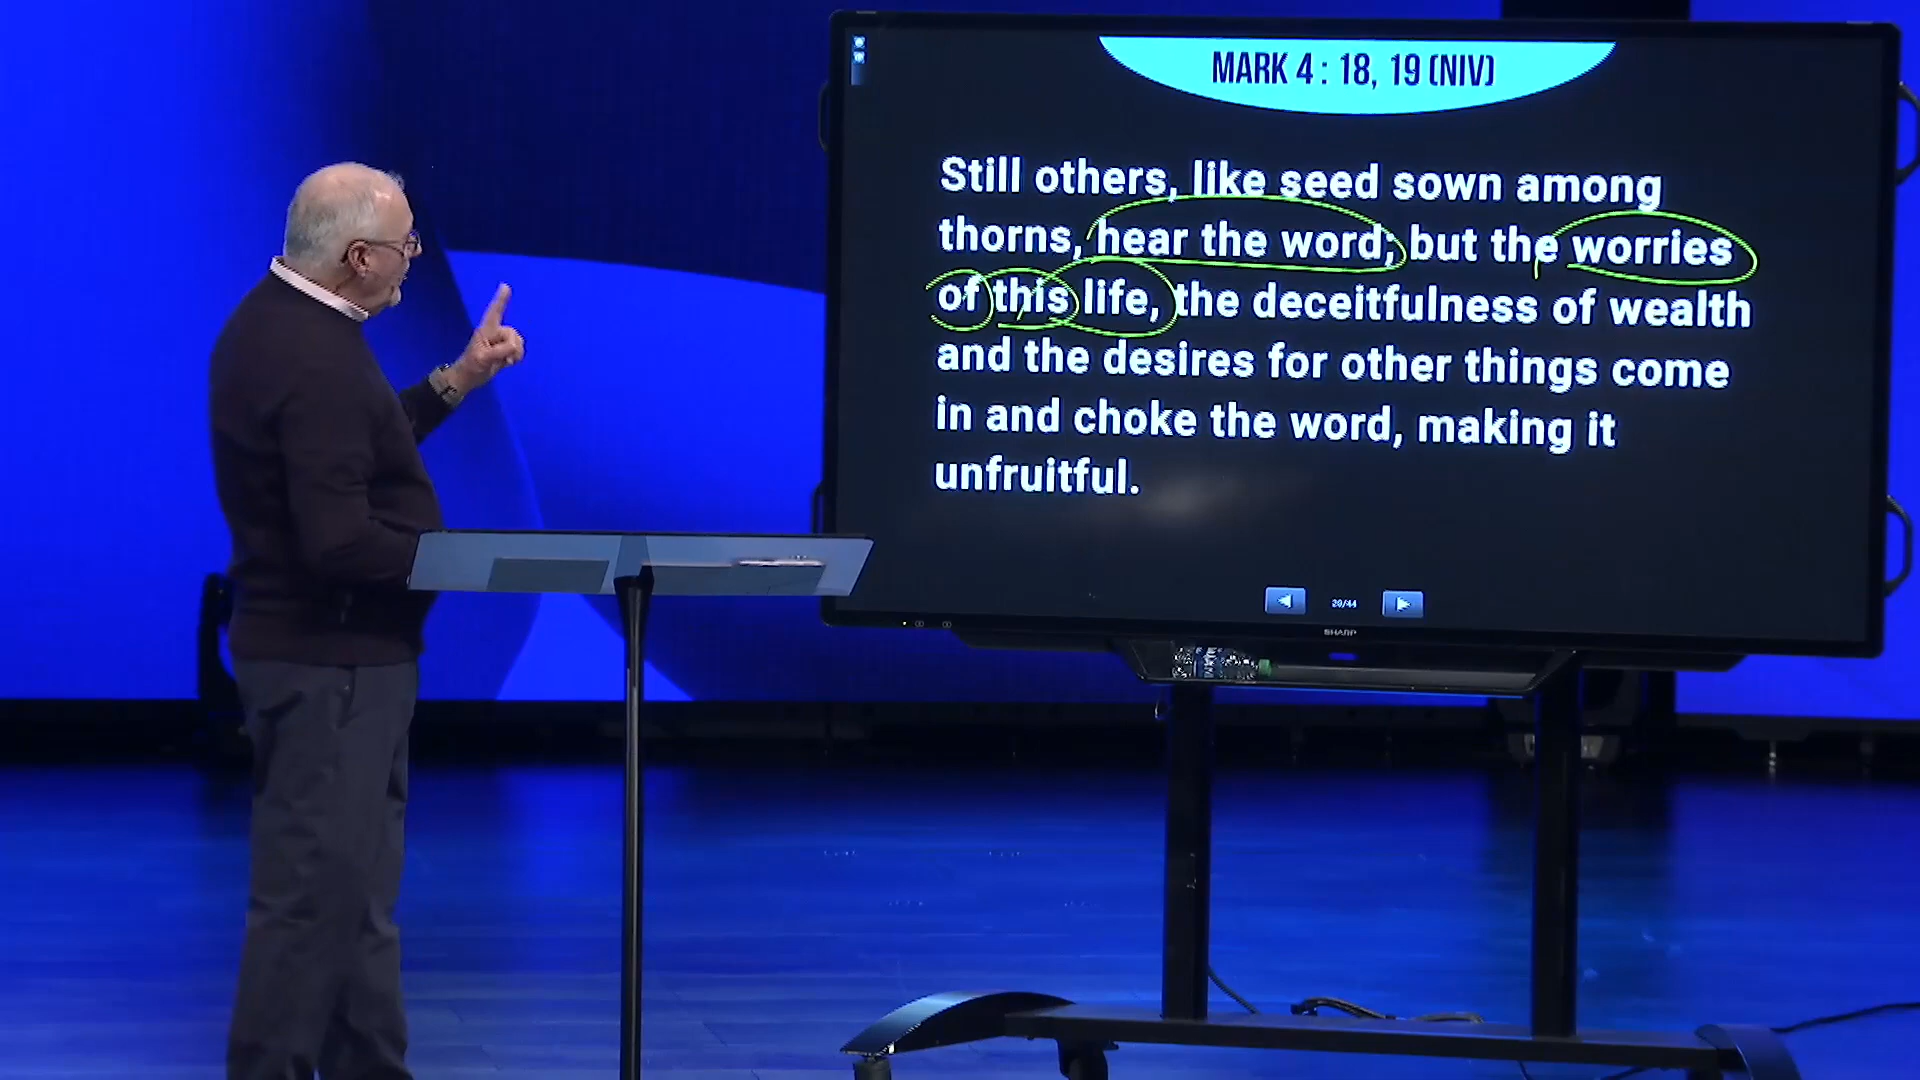 MARK 4 : 18, 19 (NIV)
Still others, like seed sown among
thorns, hear the word; but the worries
of this life, the deceitfulness of wealth
and the desires for other things come
in and choke the word, making it
unfruitful.
20/44
SHARP